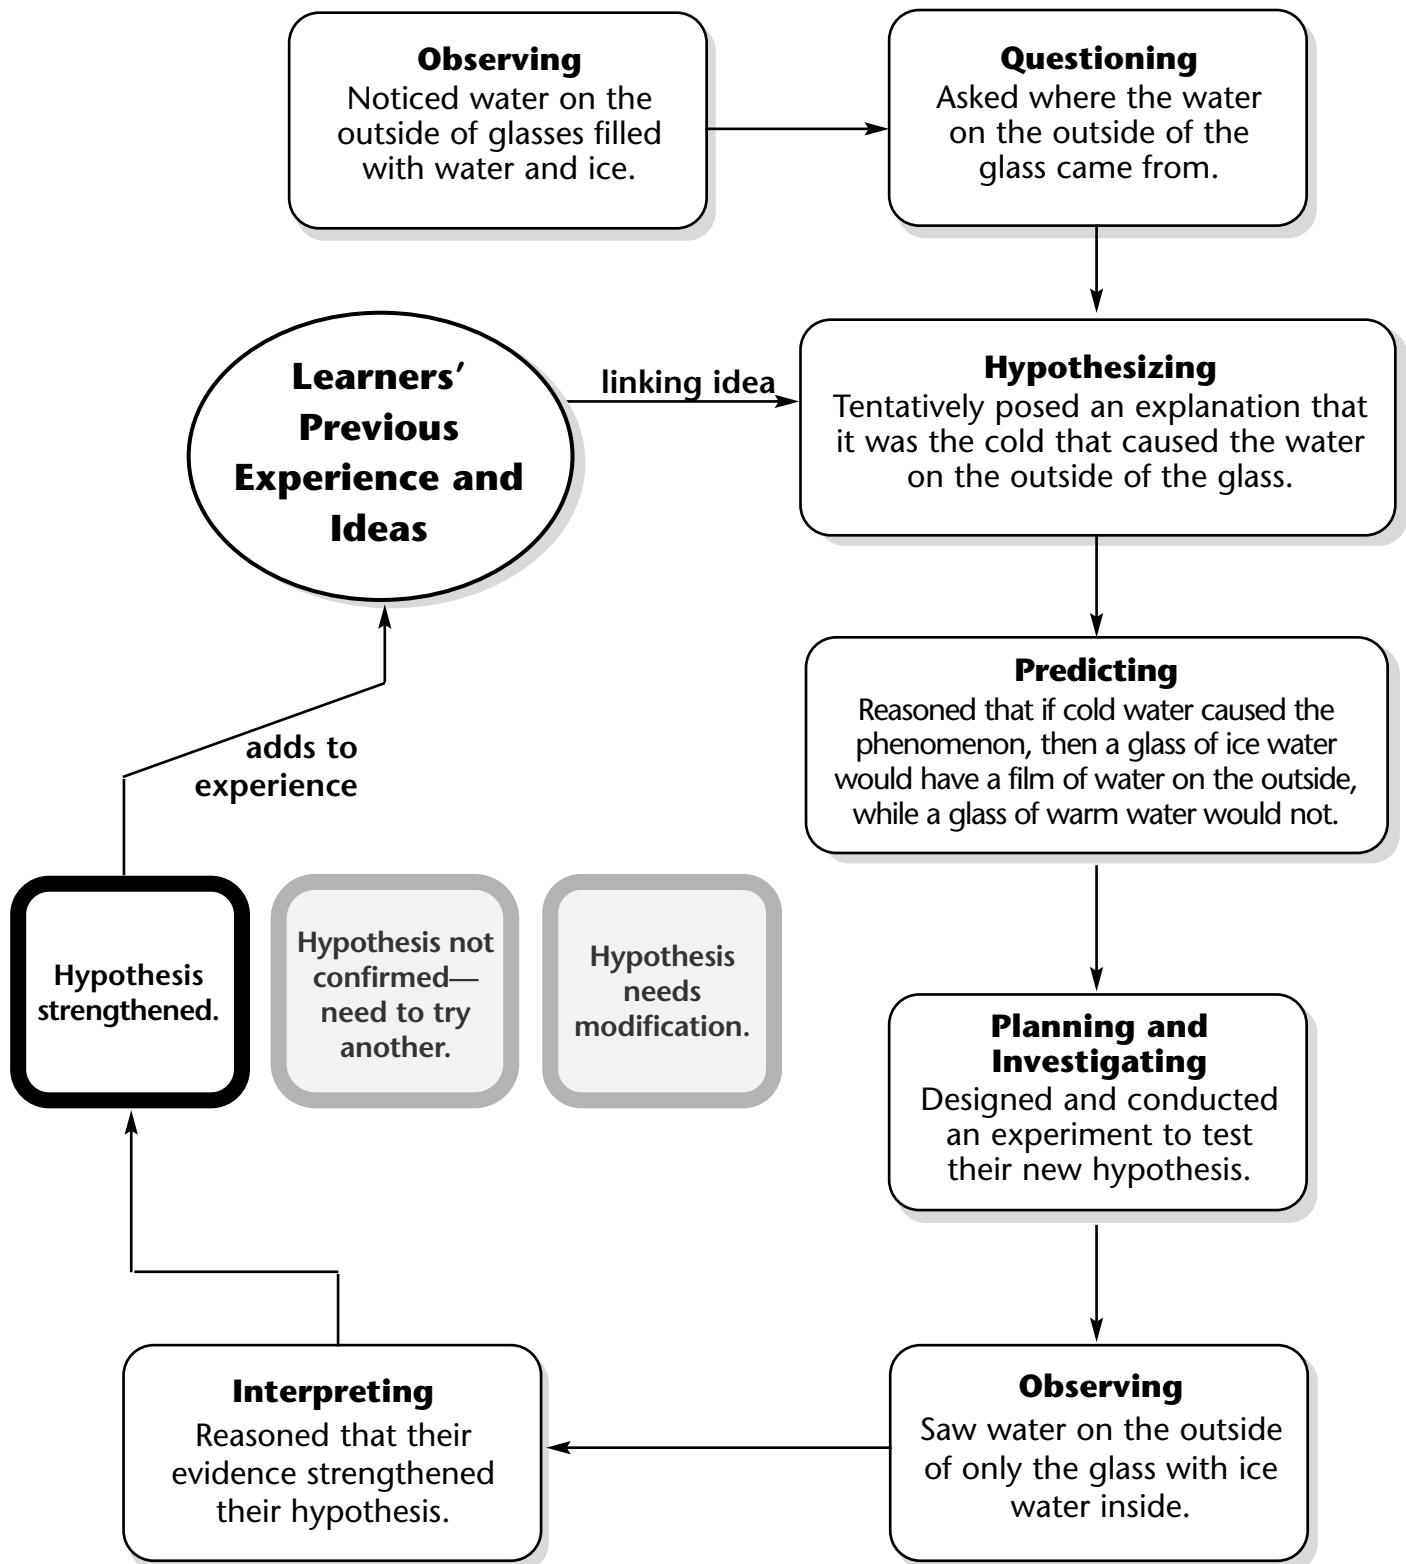 Observing
Noticed water on the
outside of glasses filled
with water and ice.
Questioning
Asked where the water
on the outside of the
glass came from.
Learners’
Previous
Experience and
Ideas
linking idea
Hypothesizing
Tentatively posed an explanation that
it was the cold that caused the water
on the outside of the glass.
Predicting
Reasoned that if cold water caused the
phenomenon, then a glass of ice water
would have a film of water on the outside,
while a glass of warm water would not.
adds to
experience
Hypothesis
strengthened.
Hypothesis not
confirmed—
need to try
another.
Hypothesis
needs
modification.
Planning and
Investigating
Designed and conducted
an experiment to test
their new hypothesis.
Interpreting
Reasoned that their
evidence strengthened
their hypothesis.
Observing
Saw water on the outside
of only the glass with ice
water inside.